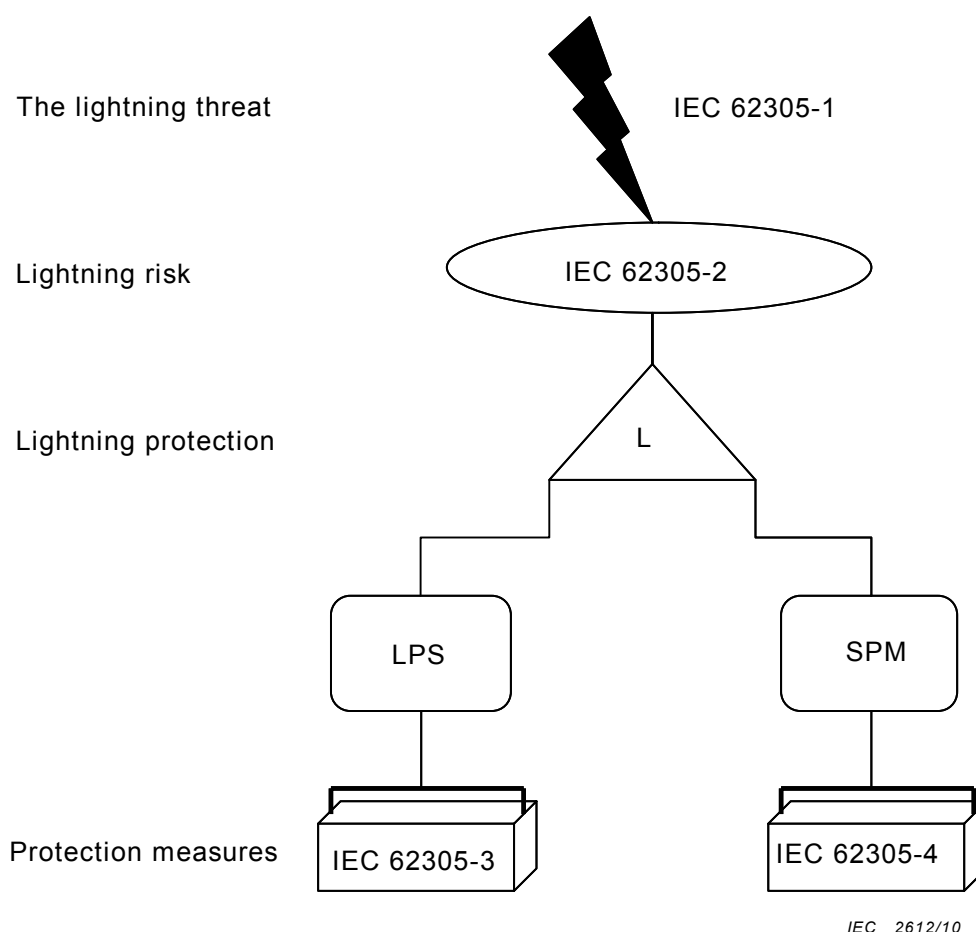 The lightning threat
IEC 62305-1
Lightning risk
IEC 62305-2
Lightning protection
L
LPS
SPM
Protection measures
IEC 62305-3
IEC 62305-4
IEC 2612/10